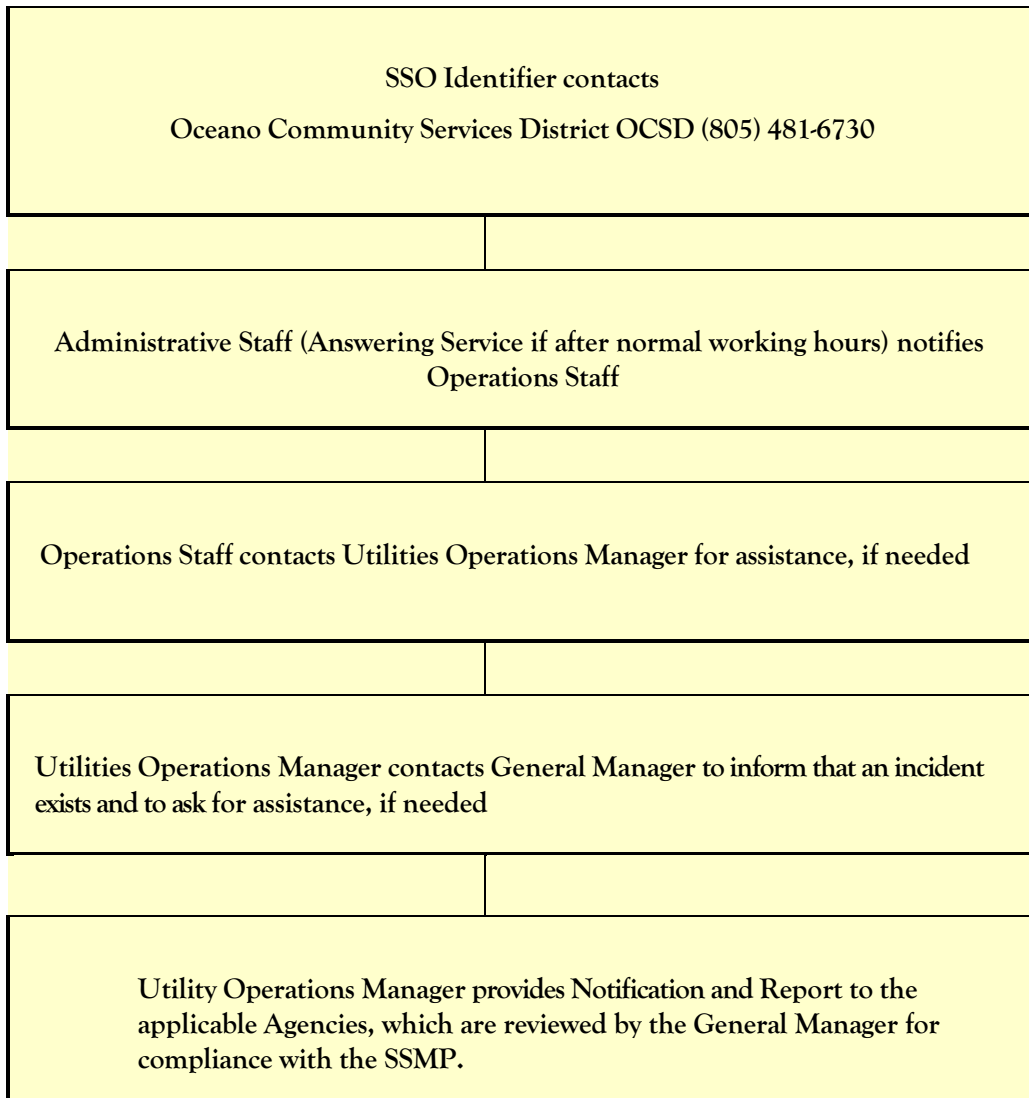 SSO Identifier contacts
Oceano Community Services District OCSD (805) 481-6730
Administrative Staff (Answering Service if after normal working hours) notifies
Operations Staff
Operations Staff contacts Utilities Operations Manager for assistance, if needed
Utilities Operations Manager contacts General Manager to inform that an incident
exists and to ask for assistance, if needed
Utility Operations Manager provides Notification and Report to the
applicable Agencies, which are reviewed by the General Manager for
compliance with the SSMP.